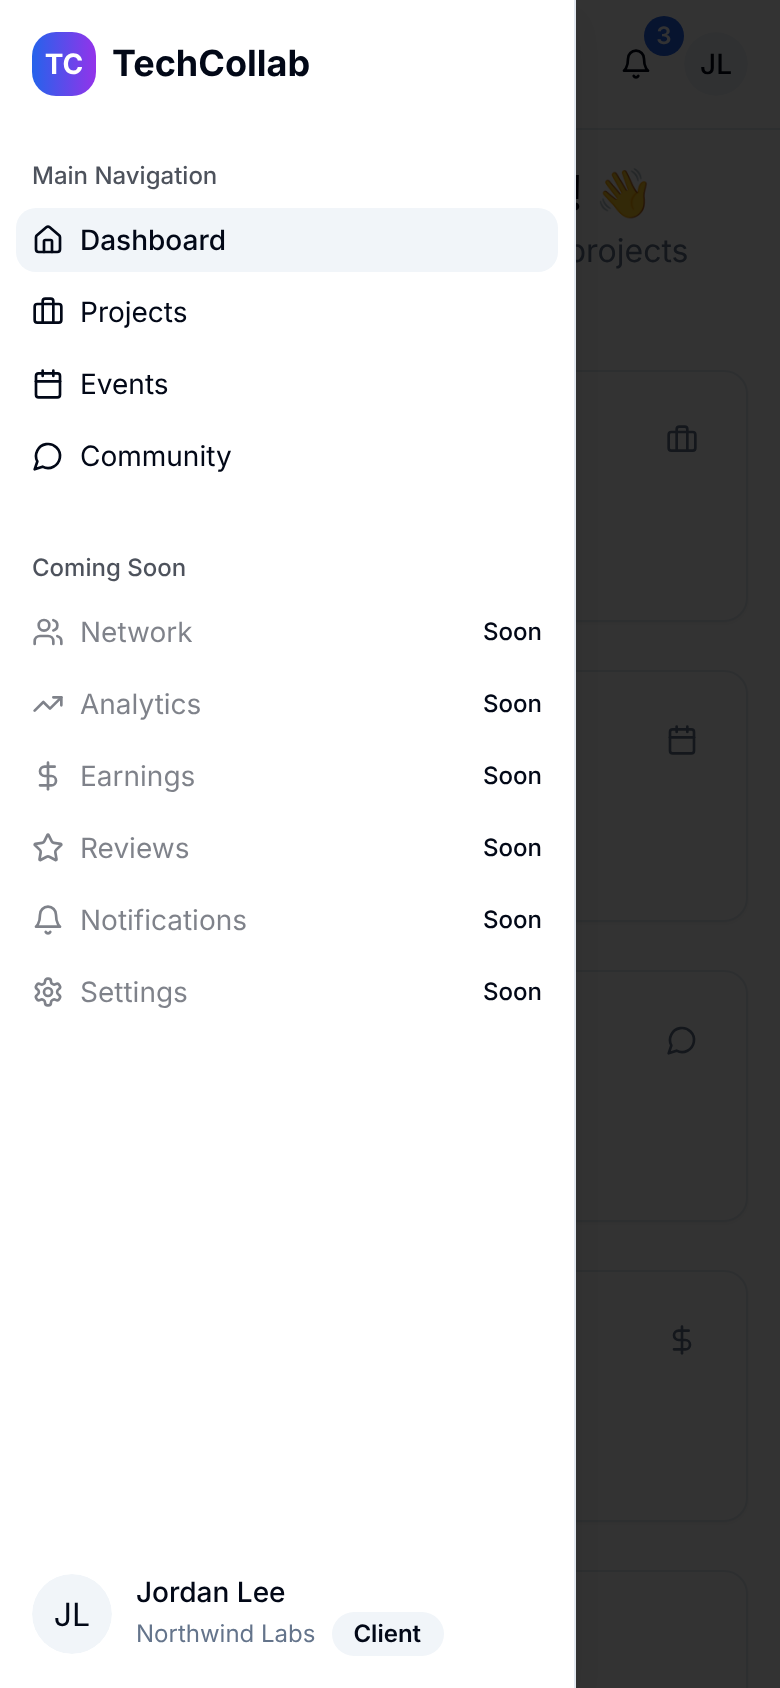 TC TechCollab
3
JL
Main Navigation
Dashboard
Projects
Events
Community
! 👋
projects
Coming Soon
Network Soon
Analytics Soon
Earnings Soon
Reviews Soon
Notifications Soon
Settings Soon
JL
Jordan Lee
Northwind Labs Client